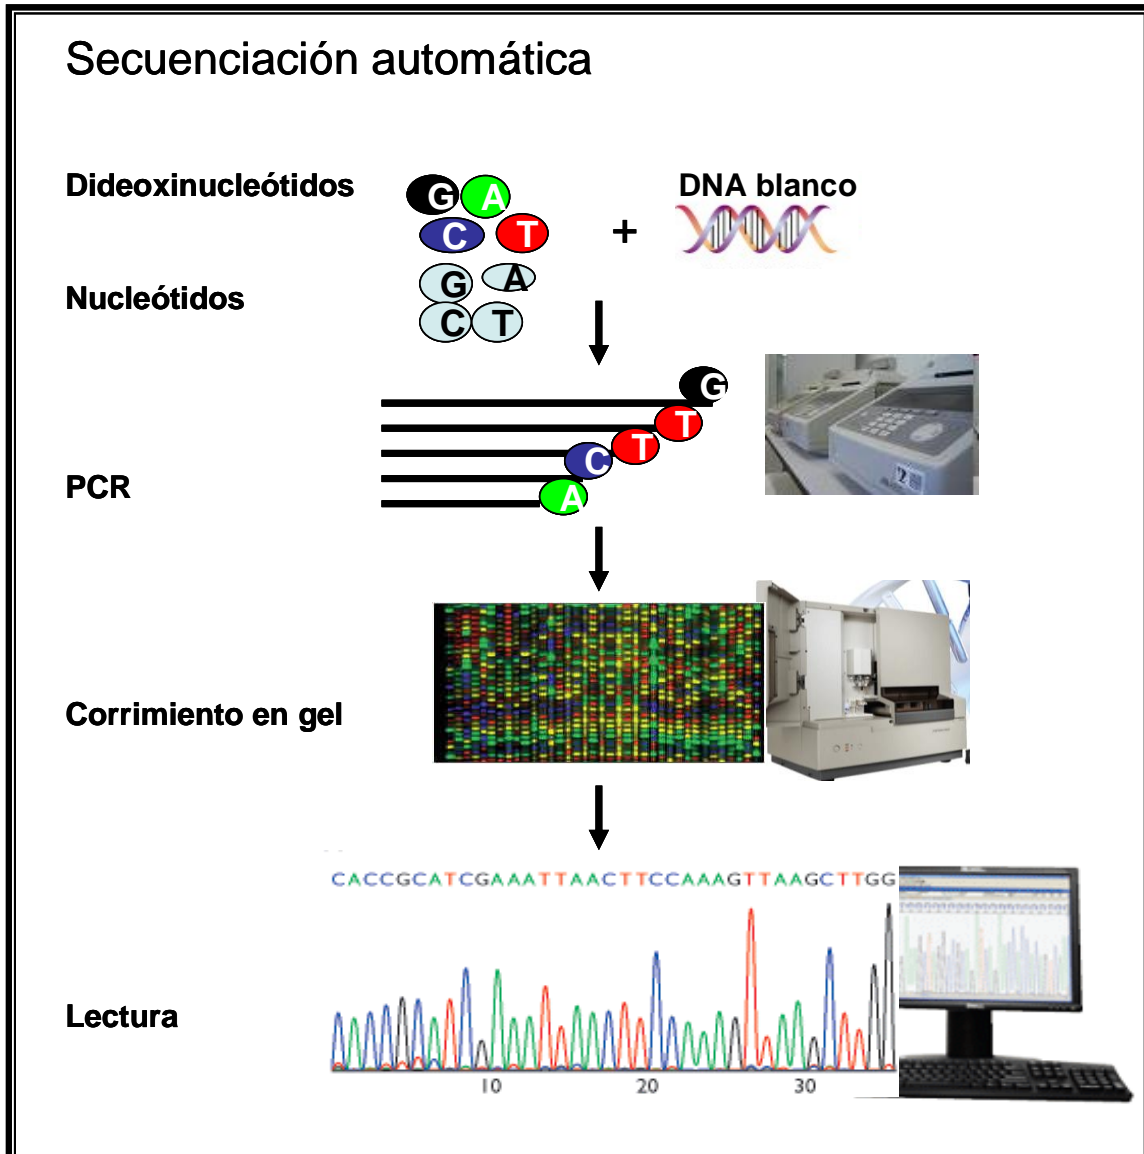 Secuenciación automática
Dideoxinucleótidos
G A
C T
+
DNA blanco
Nucleótidos
G A
C T
G
T
T
C
A
PCR
Corrimiento en gel
CACCGCATCGAAATTAACTTCCAAAGTTAAGCTTGG
Lectura
10 20 30